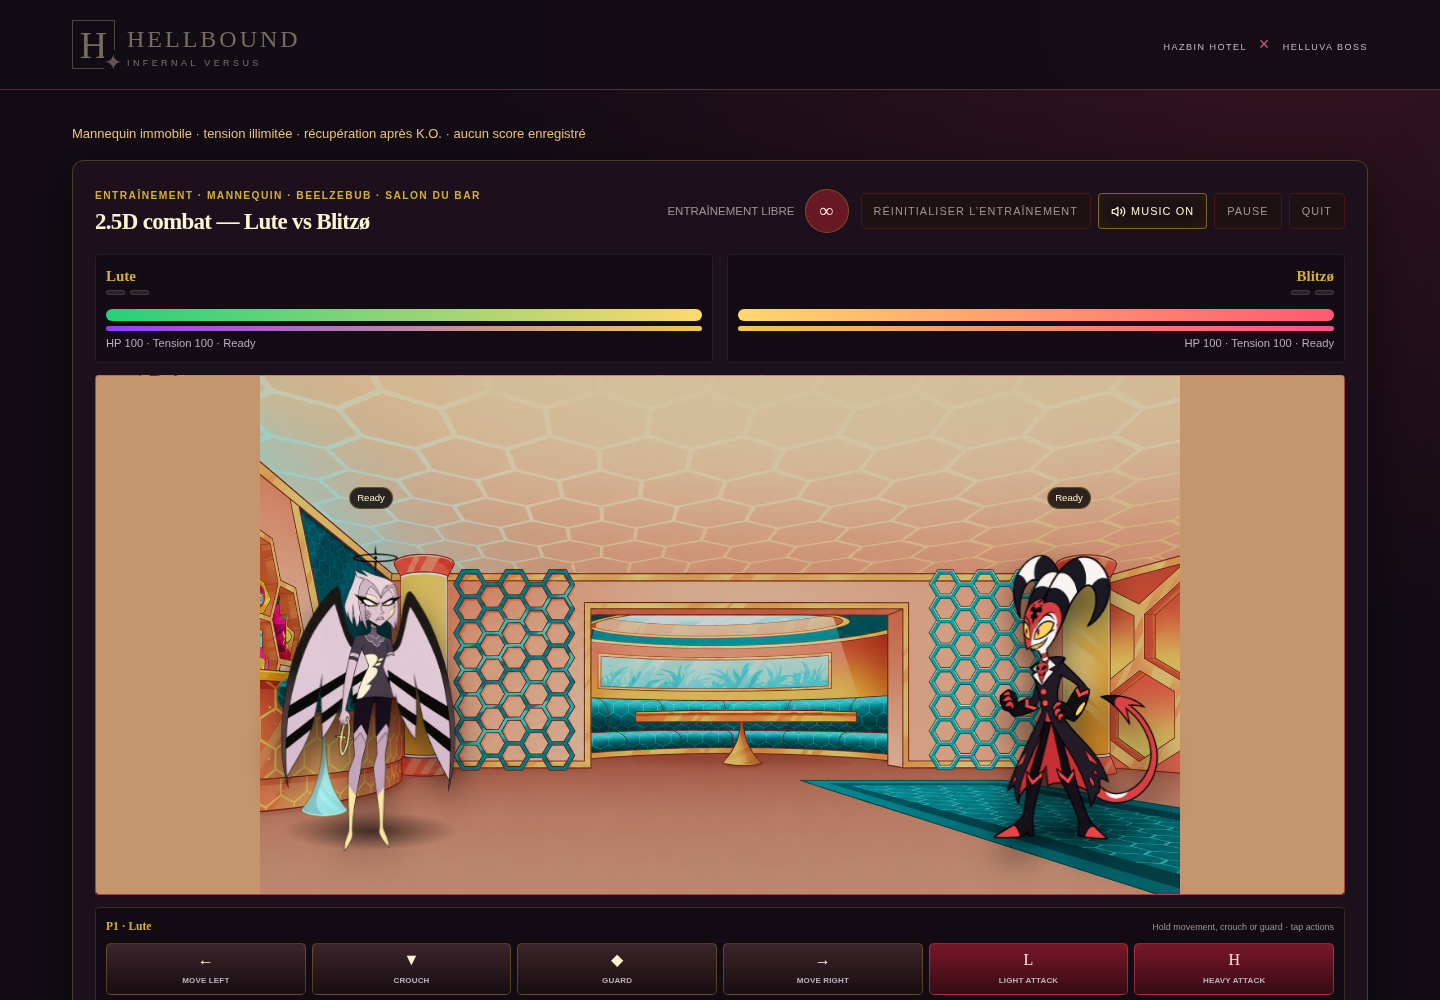 H HELLBOUND
INFERNAL VERSUS
HAZBIN HOTEL × HELLUVA BOSS
Mannequin immobile · tension illimitée · récupération après K.O. · aucun score enregistré
ENTRAÎNEMENT · MANNEQUIN · BEELZEBUB · SALON DU BAR
2.5D combat — Lute vs Blitzø
ENTRAÎNEMENT LIBRE ∞ RÉINITIALISER L'ENTRAÎNEMENT MUSIC ON PAUSE QUIT
Lute
HP 100 · Tension 100 · Ready
Blitzø
HP 100 · Tension 100 · Ready
Ready
Ready
P1 · Lute
Hold movement, crouch or guard · tap actions
← MOVE LEFT
▼ CROUCH
◆ GUARD
→ MOVE RIGHT
L LIGHT ATTACK
H HEAVY ATTACK